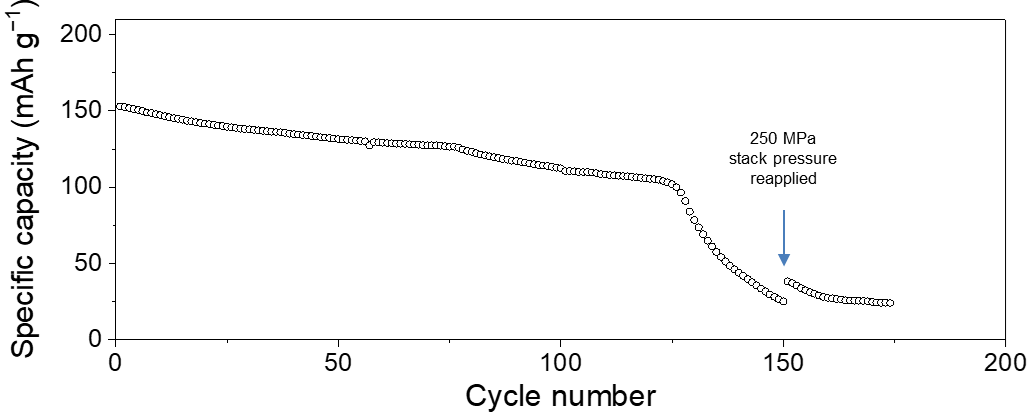 Specific capacity (mAh g⁻¹)
200
150
100
50
0
250 MPa
stack pressure
reapplied
0 50 100 150 200
Cycle number